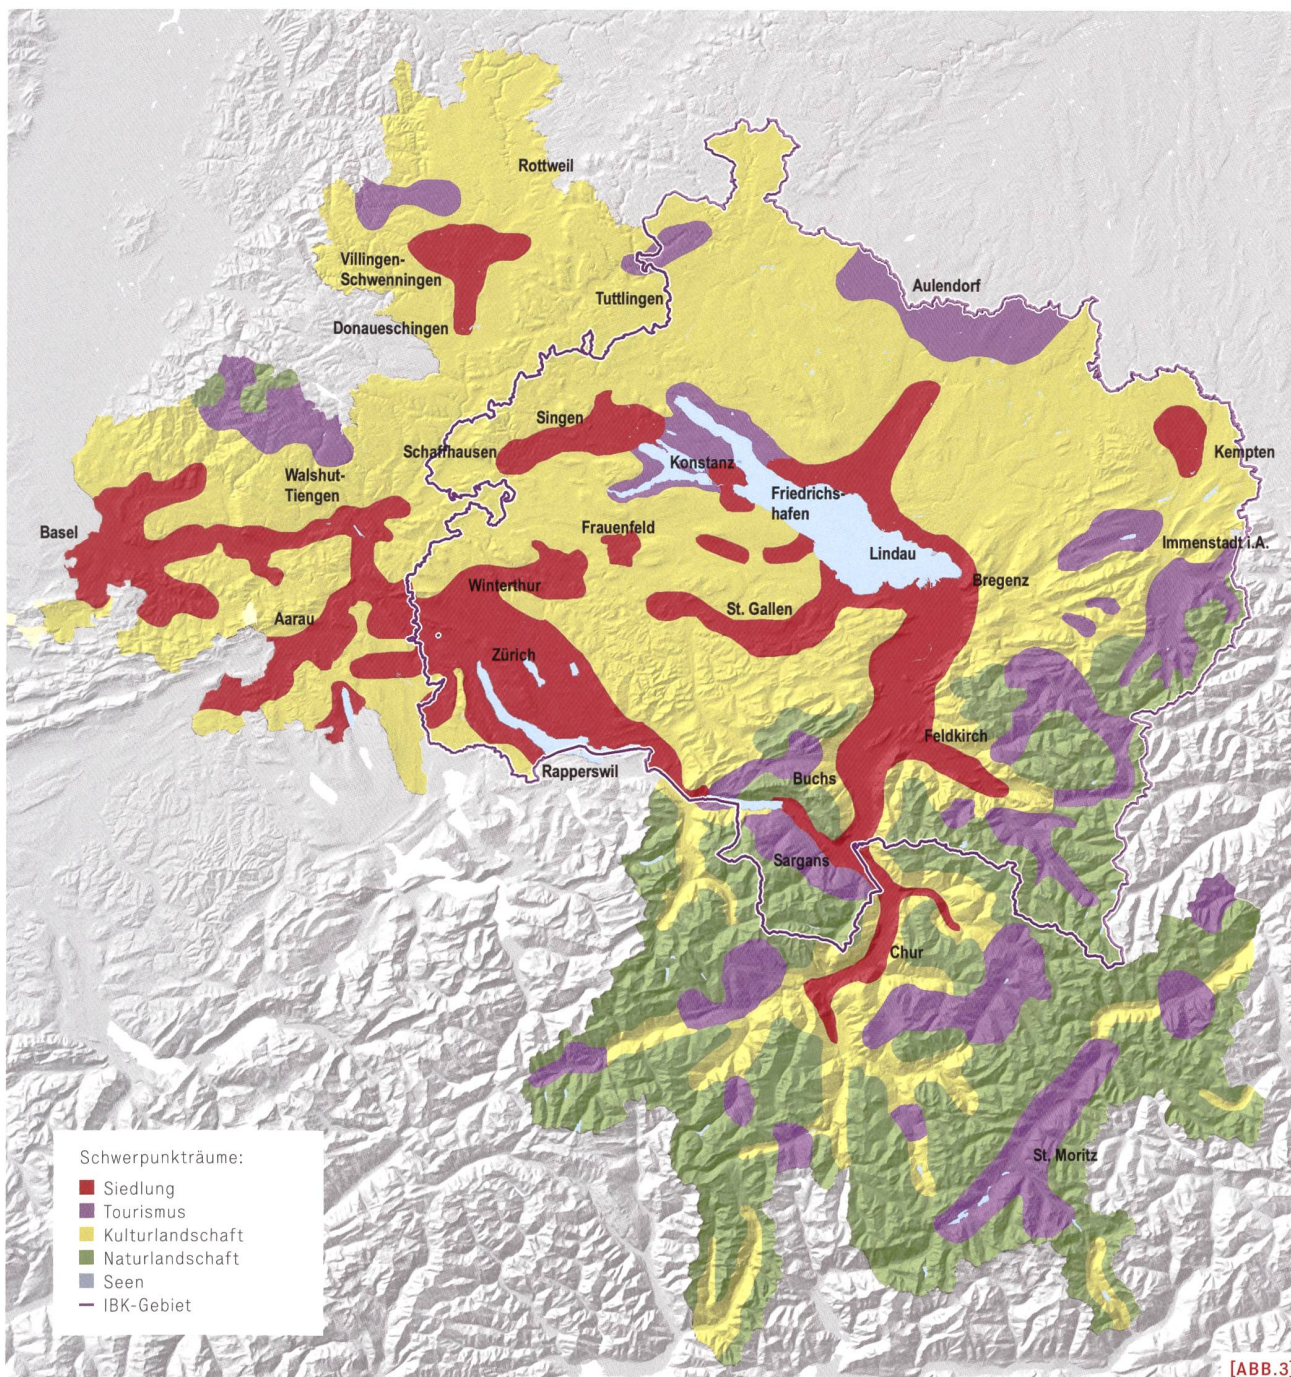 Rottweil
Villingen-
Schwenningen
Tuttlingen
Aulendorf
Donaueschingen
Singen
Schaffhausen
Konstanz
Kempten
Walshut-
Tiengen
Friedrichs-
hafen
Basel
Frauenfeld
Immenstadt i.A.
Lindau
Winterthur
Bregenz
Aarau
St. Gallen
Zürich
Feldkirch
Rapperswil
Buchs
Sargans
Chur
St. Moritz
Schwerpunkträume:
Siedlung
Tourismus
Kulturlandschaft
Naturlandschaft
Seen
IBK-Gebiet
[ABB.3]